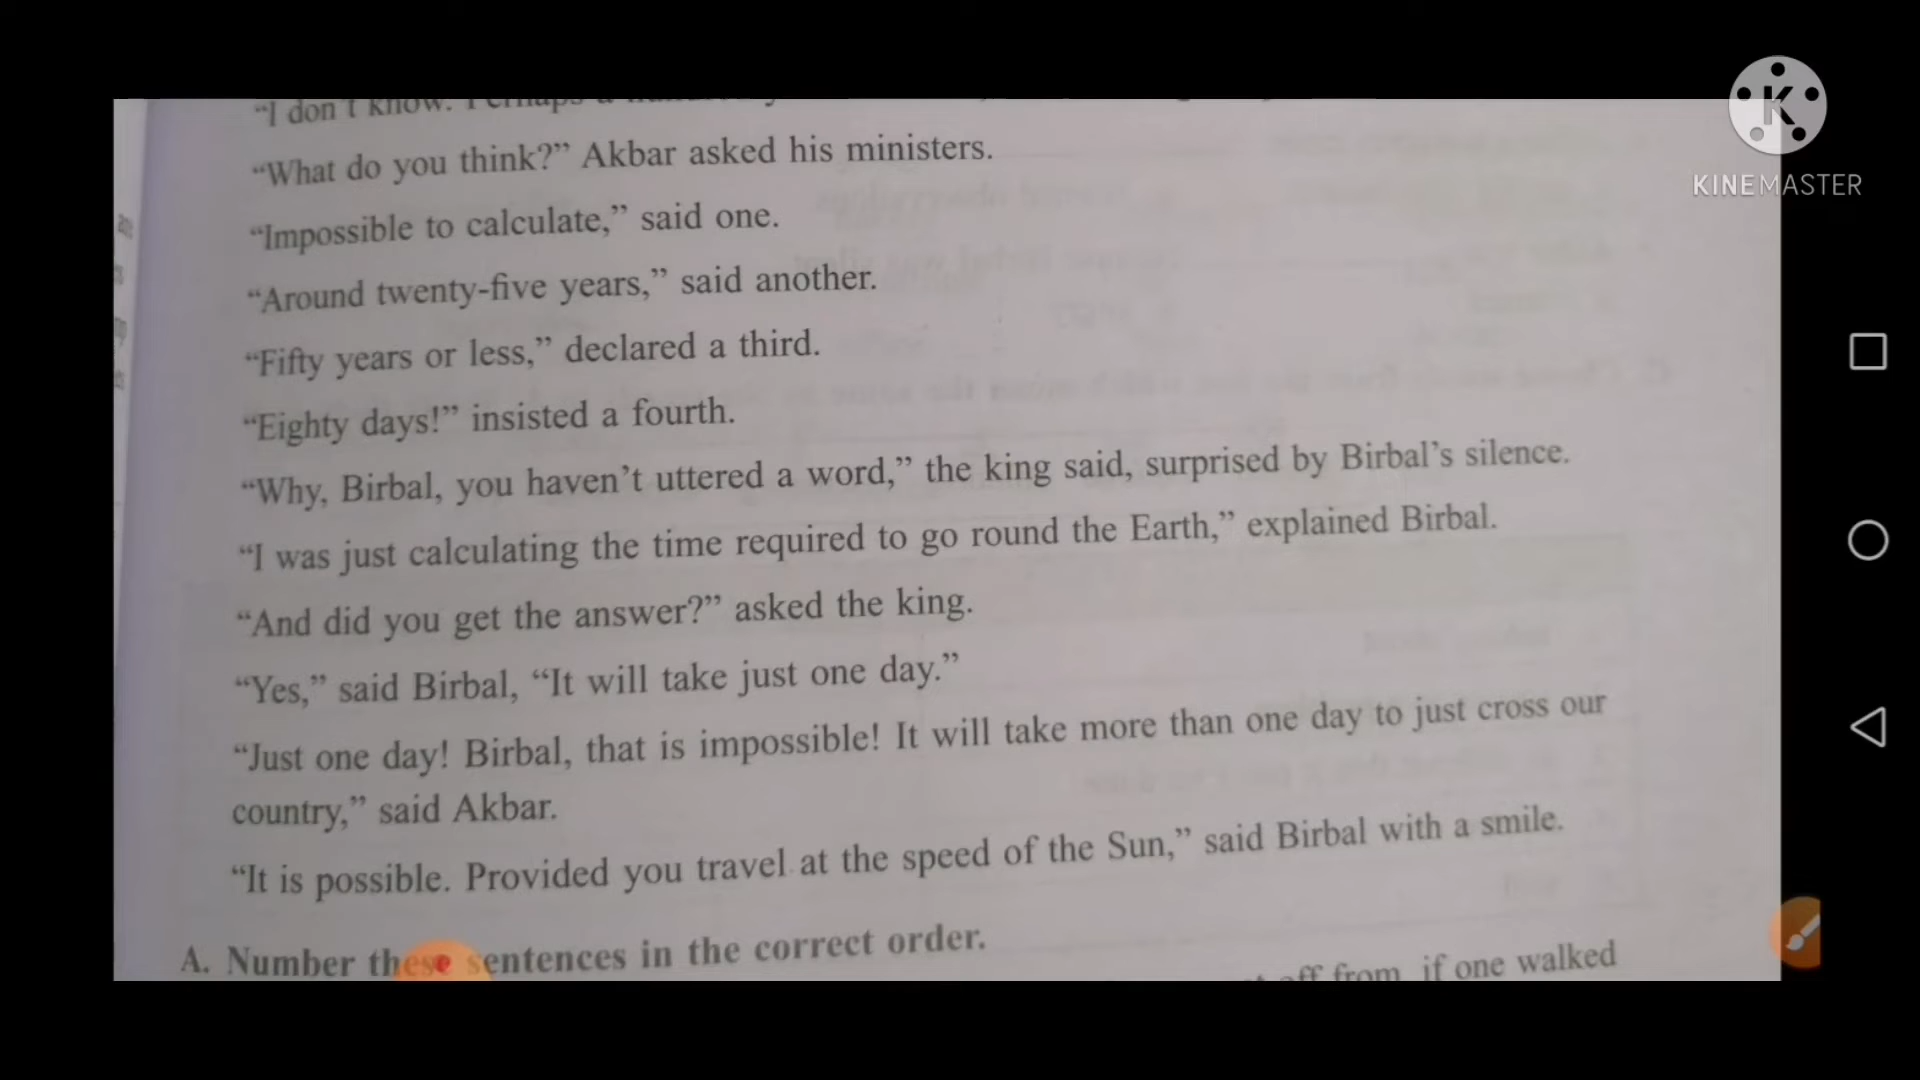 "I don't know. Perhaps a
"What do you think?" Akbar asked his ministers.
"Impossible to calculate," said one.
"Around twenty-five years," said another.
"Fifty years or less," declared a third.
"Eighty days!" insisted a fourth.
"Why, Birbal, you haven't uttered a word," the king said, surprised by Birbal's silence.
"I was just calculating the time required to go round the Earth," explained Birbal.
"And did you get the answer?" asked the king.
"Yes," said Birbal, "It will take just one day."
"Just one day! Birbal, that is impossible! It will take more than one day to just cross our
country," said Akbar.
"It is possible. Provided you travel at the speed of the Sun," said Birbal with a smile.
A. Number these sentences in the correct order.
off from, if one walked
K
KINEMASTER